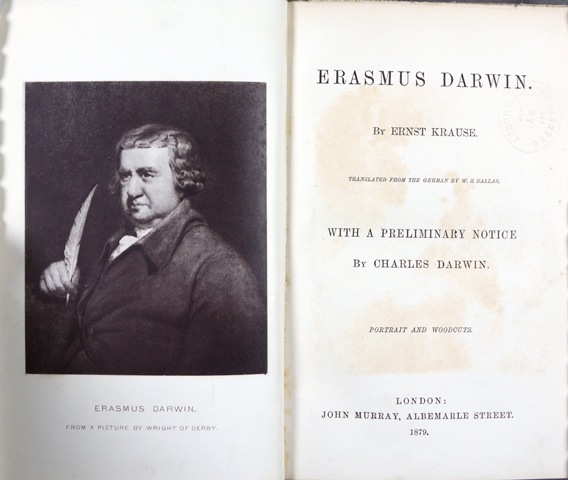 ERASMUS DARWIN.
FROM A PICTURE BY WRIGHT OF DERBY.
ERASMUS DARWIN.
BY ERNST KRAUSE.
TRANSLATED FROM THE GERMAN BY W. S. DALLAS.
WITH A PRELIMINARY NOTICE
BY CHARLES DARWIN.
PORTRAIT AND WOODCUTS.
LONDON:
JOHN MURRAY, ALBEMARLE STREET.
1879.